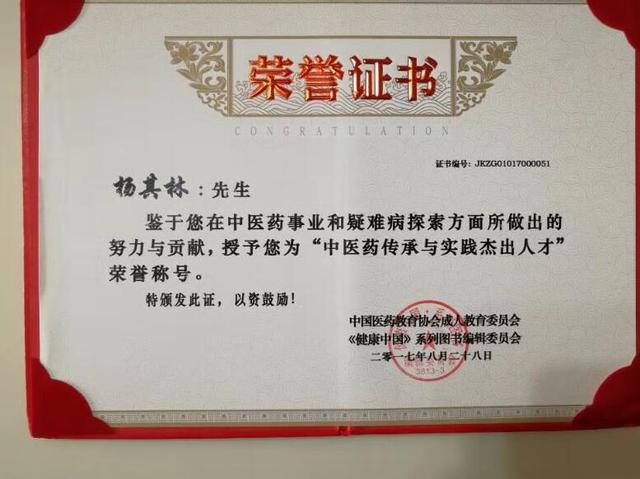 荣誉证书
CONGRATULATION
证书编号：JKZG01017000051
杨其林：先生
鉴于您在中医药事业和疑难病探索方面所做出的
努力与贡献，授予您为“中医药传承与实践杰出人才”
荣誉称号。
特颁发此证，以资鼓励！
中国医药教育协会成人教育委员会
《健康中国》系列图书编辑委员会
二零一七年八月二十八日
3813-3